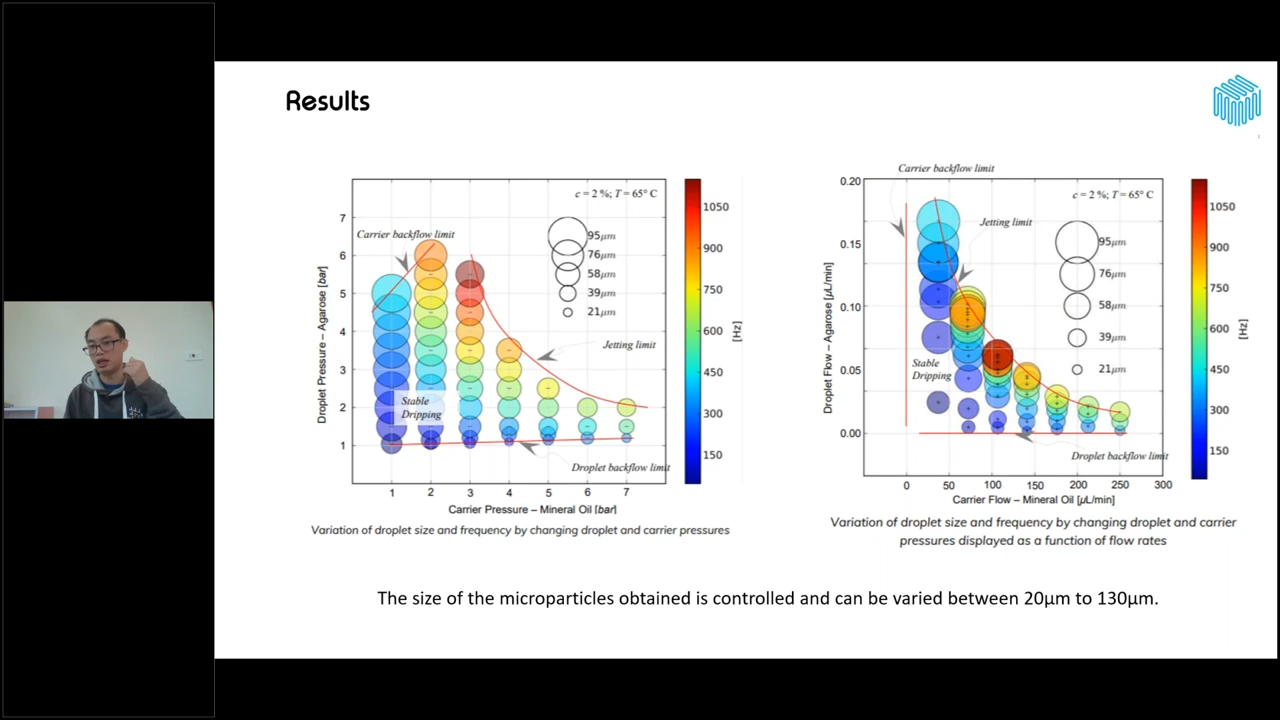 Results
Carrier backflow limit
c = 2 %; T = 65° C
95μm
76μm
58μm
39μm
21μm
Jetting limit
Stable
Dripping
Droplet backflow limit
7
6
5
4
3
2
1
Droplet Pressure – Agarose [bar]
1 2 3 4 5 6 7
Carrier Pressure – Mineral Oil [bar]
1050
900
750
600
450
300
150
[Hz]
Variation of droplet size and frequency by changing droplet and carrier pressures
Carrier backflow limit
c = 2 %; T = 65° C
Jetting limit
95μm
76μm
58μm
39μm
21μm
Stable
Dripping
Droplet backflow limit
0.20
0.15
0.10
0.05
0.00
Droplet Flow – Agarose [μL/min]
0 50 100 150 200 250 300
Carrier Flow – Mineral Oil [μL/min]
1050
900
750
600
450
300
150
[Hz]
Variation of droplet size and frequency by changing droplet and carrier
pressures displayed as a function of flow rates
The size of the microparticles obtained is controlled and can be varied between 20μm to 130μm.